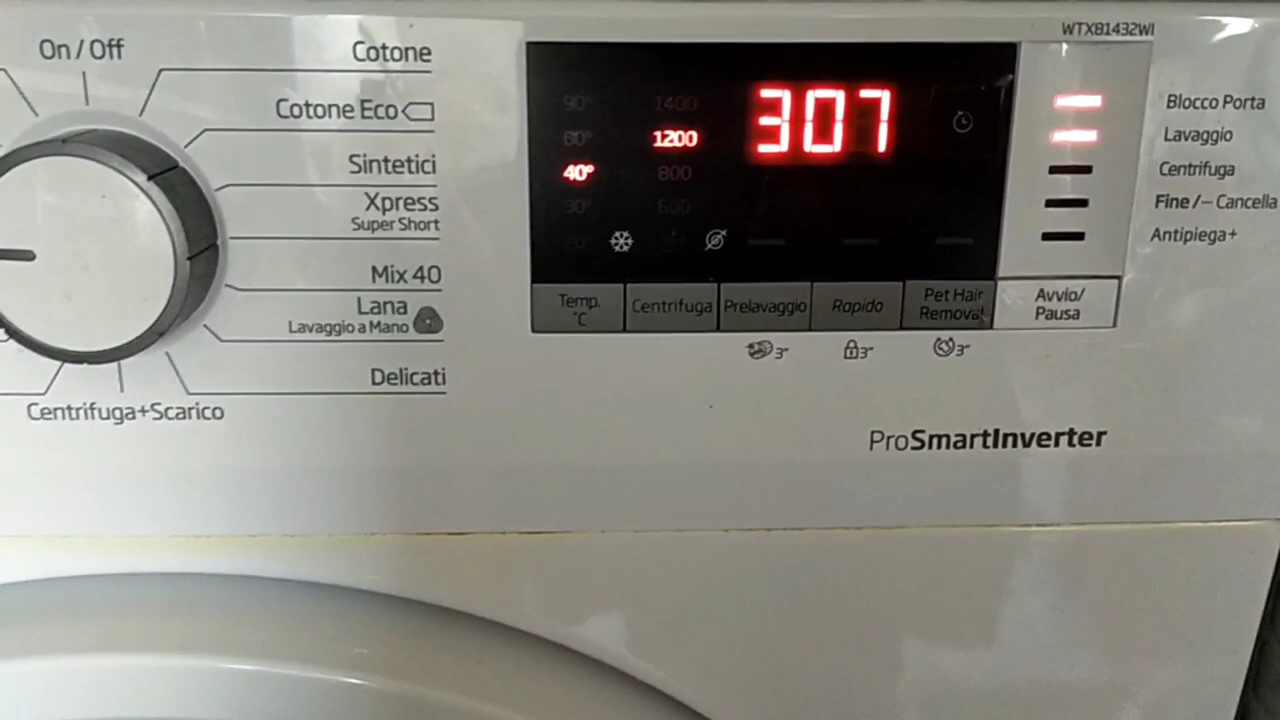 WTX81432WI
On / Off
Cotone
Cotone Eco
Sintetici
Xpress
Super Short
Mix 40
Lana
Lavaggio a Mano
Delicati
Centrifuga+Scarico
90° 1400
60° 1200
40° 800
30° 600
20°
307
Blocco Porta
Lavaggio
Centrifuga
Fine /– Cancella
Antipiega+
Temp. °C
Centrifuga
Prelavaggio
Rapido
Pet Hair Removal
Avvio/ Pausa
3" 3" 3"
ProSmartInverter